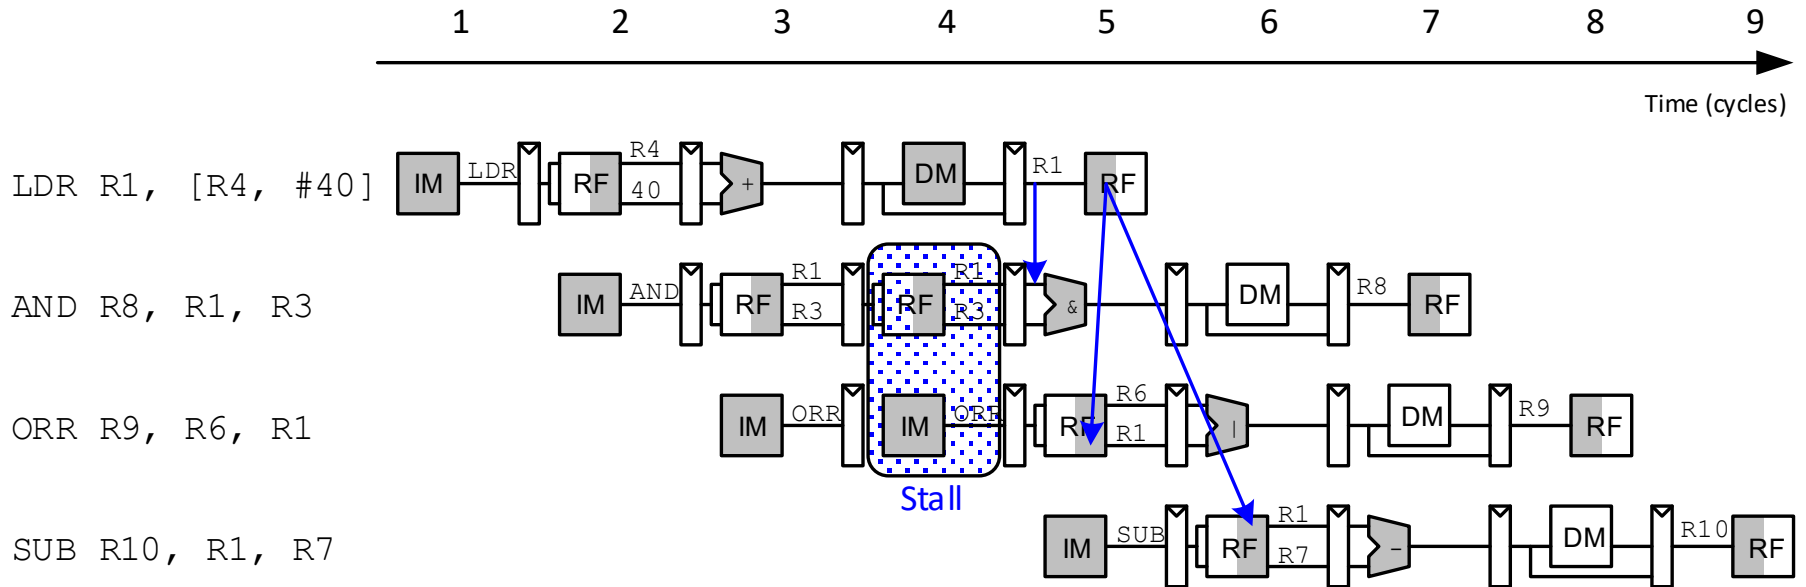 1 2 3 4 5 6 7 8 9
Time (cycles)
LDR R1, [R4, #40] IM LDR RF R4 40 + DM R1 RF
AND R8, R1, R3 IM AND RF R1 R3 RF R1 R3 & DM R8 RF
ORR R9, R6, R1 IM ORR IM ORR RF R6 R1 | DM R9 RF
Stall
SUB R10, R1, R7 IM SUB RF R1 R7 - DM R10 RF